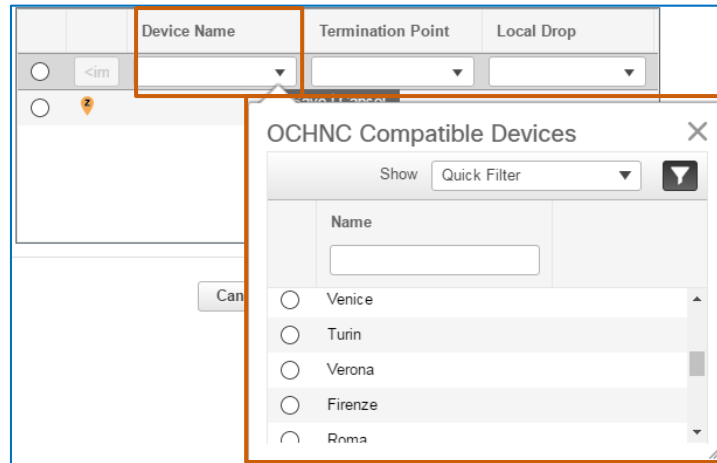 Device Name Termination Point Local Drop
<im
Z
OCHNC Compatible Devices
Show Quick Filter
Name
Can
Venice
Turin
Verona
Firenze
Roma